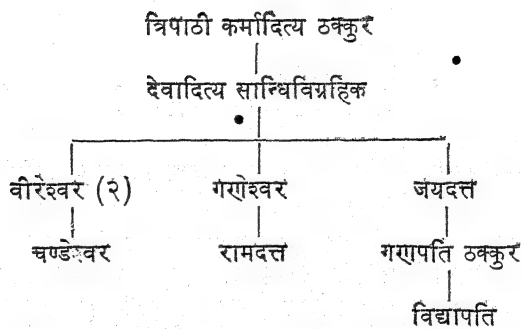 त्रिपाठी कर्मादित्य ठक्कुर
देवादित्य सान्धिविग्रहिक
वीरेश्वर (२) गणेश्वर जयदत्त
चण्डेश्वर रामदत्त गणपति ठक्कुर
विद्यापति